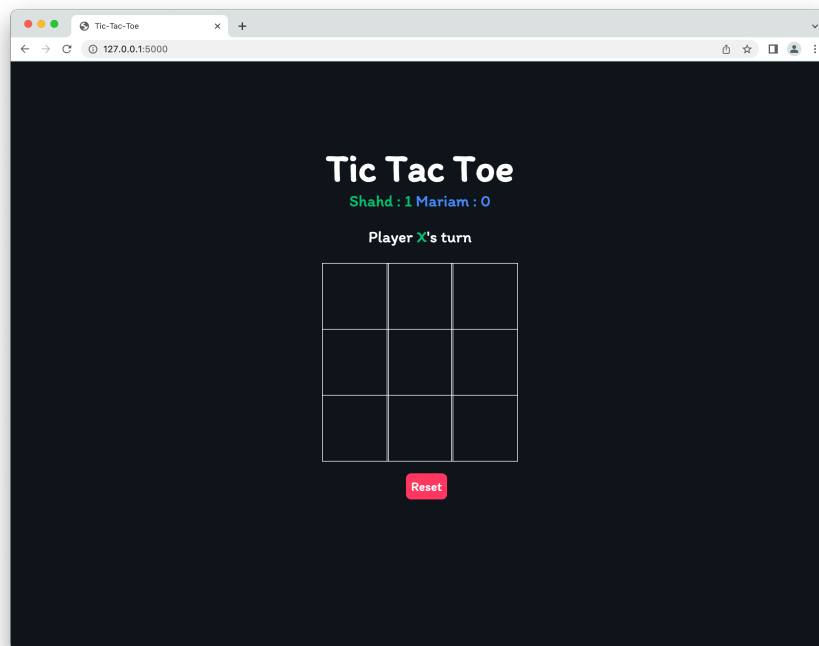 Tic-Tac-Toe
127.0.0.1:5000
Tic Tac Toe
Shahd : 1 Mariam : 0
Player X's turn
Reset